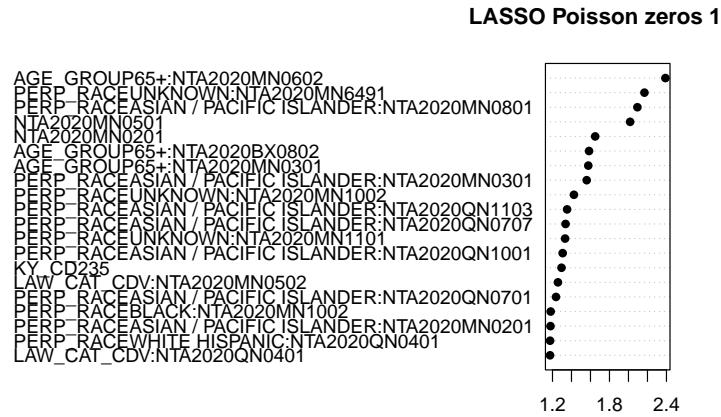 LASSO Poisson zeros 1
AGE_GROUP65+:NTA2020MN0602
PERP_RACEUNKNOWN:NTA2020MN6491
PERP_RACEASIAN / PACIFIC ISLANDER:NTA2020MN0801
NTA2020MN0501
NTA2020MN0201
AGE_GROUP65+:NTA2020BX0802
AGE_GROUP65+:NTA2020MN0301
PERP_RACEASIAN / PACIFIC ISLANDER:NTA2020MN0301
PERP_RACEUNKNOWN:NTA2020MN1002
PERP_RACEASIAN / PACIFIC ISLANDER:NTA2020QN1103
PERP_RACEASIAN / PACIFIC ISLANDER:NTA2020QN0707
PERP_RACEUNKNOWN:NTA2020MN1101
PERP_RACEASIAN / PACIFIC ISLANDER:NTA2020QN1001
KY_CD235
LAW_CAT_CDV:NTA2020MN0502
PERP_RACEASIAN / PACIFIC ISLANDER:NTA2020QN0701
PERP_RACEBLACK:NTA2020MN1002
PERP_RACEASIAN / PACIFIC ISLANDER:NTA2020MN0201
PERP_RACEWHITE HISPANIC:NTA2020QN0401
LAW_CAT_CDV:NTA2020QN0401
1.2 1.8 2.4